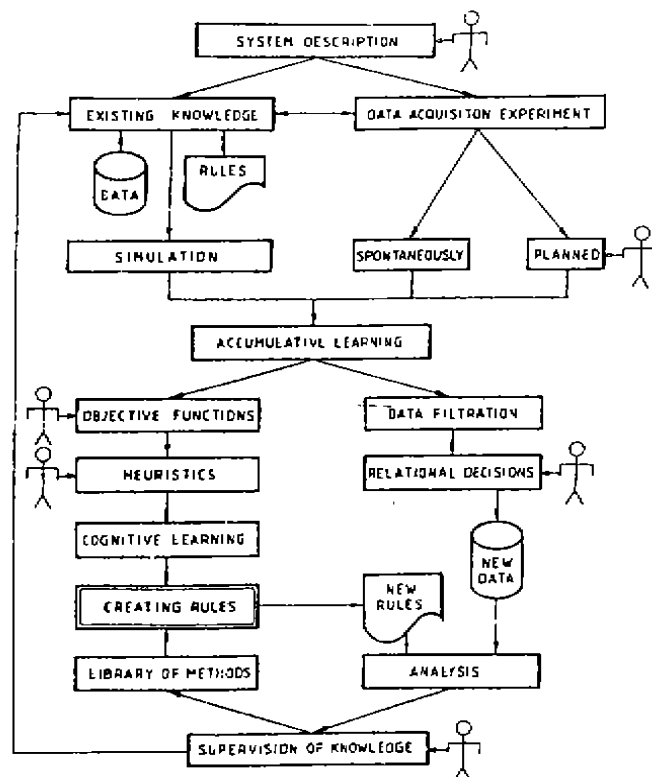 SYSTEM DESCRIPTION
EXISTING KNOWLEDGE
DATA ACQUISITON EXPERIMENT
DATA
RULES
SIMULATION
SPONTANEOUSLY
PLANNED
ACCUMULATIVE LEARNING
OBJECTIVE FUNCTIONS
DATA FILTRATION
HEURISTICS
RELATIONAL DECISIONS
COGNITIVE LEARNING
NEW
DATA
CREATING RULES
NEW
RULES
LIBRARY OF METHODS
ANALYSIS
SUPERVISION OF KNOWLEDGE